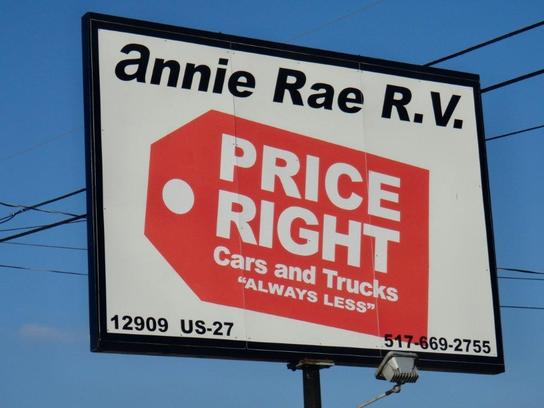 annie Rae R.V.
PRICE
RIGHT
Cars and Trucks
"ALWAYS LESS"
12909 US-27
517-669-2755